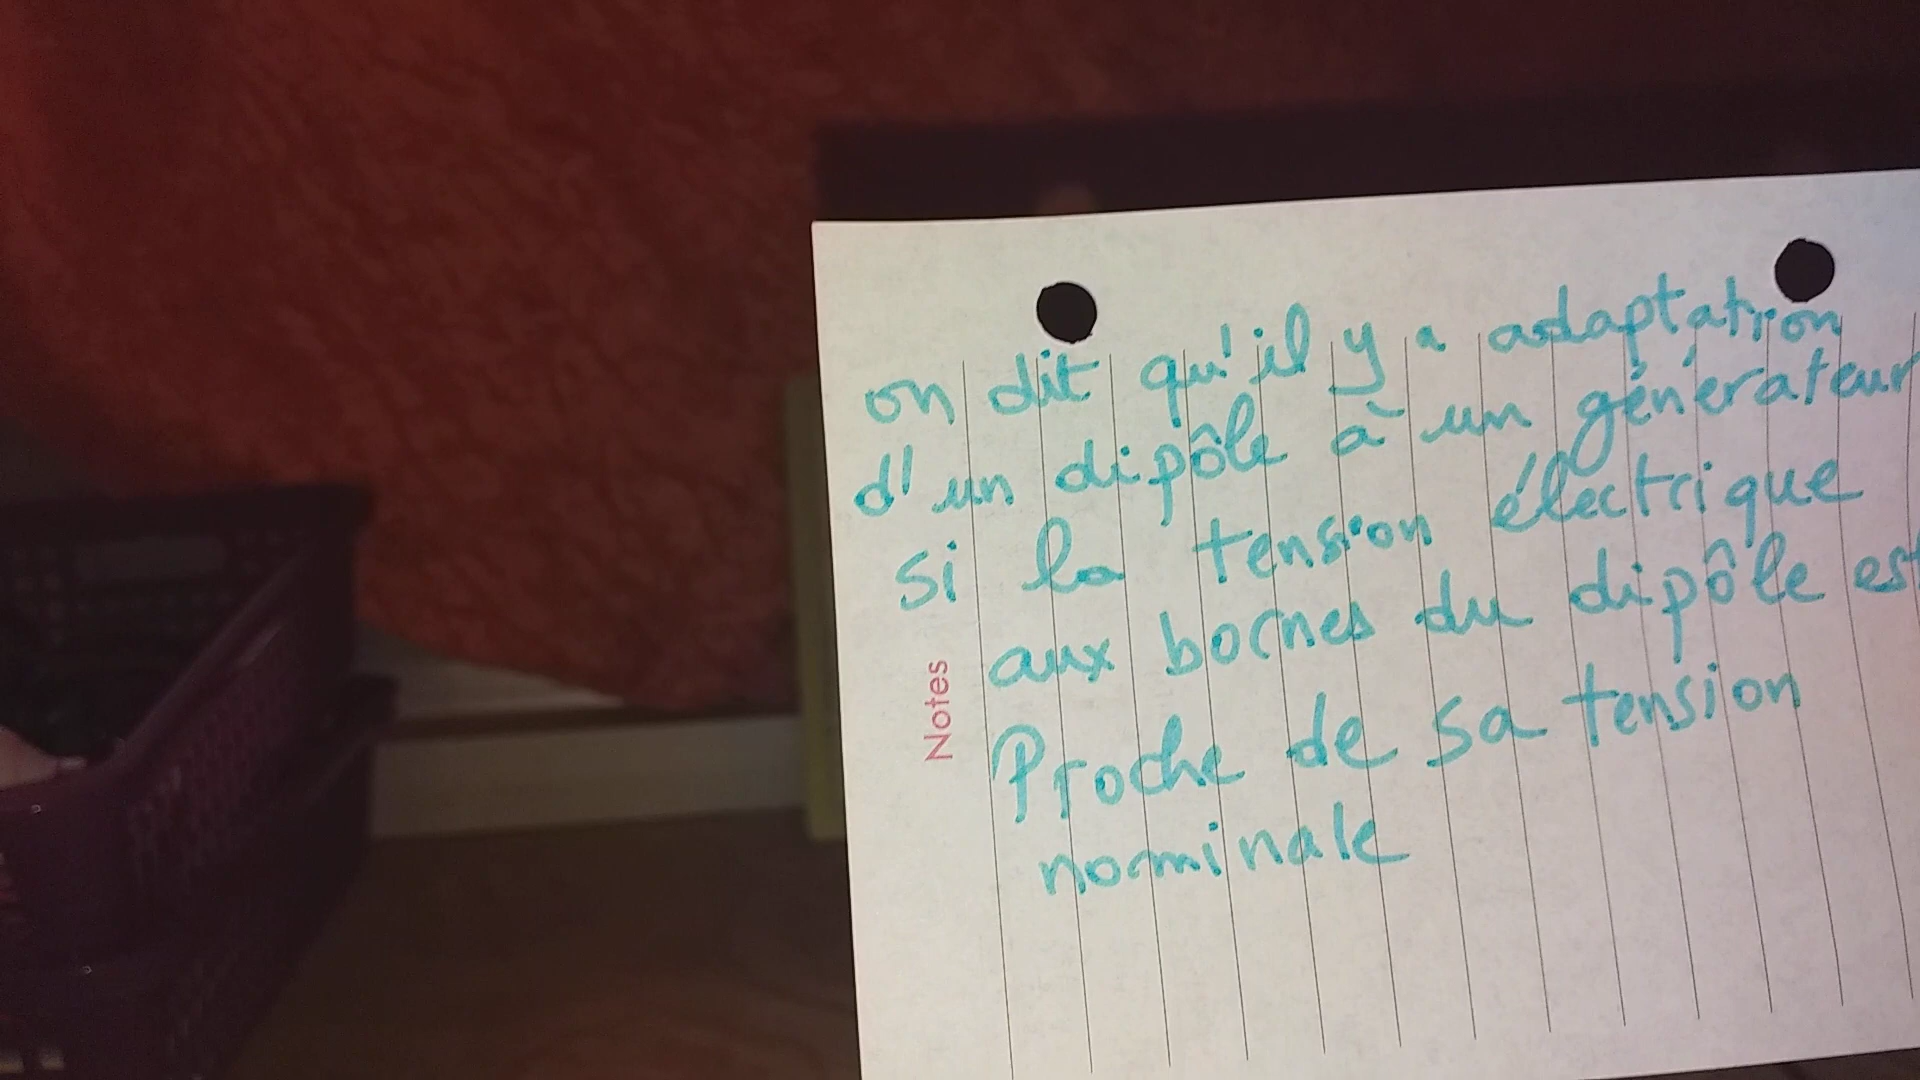 on dit qu'il y a adaptation
d'un dipôle à un générateur
si la tension électrique
aux bornes du dipôle est
Proche de sa tension
nominale
Notes